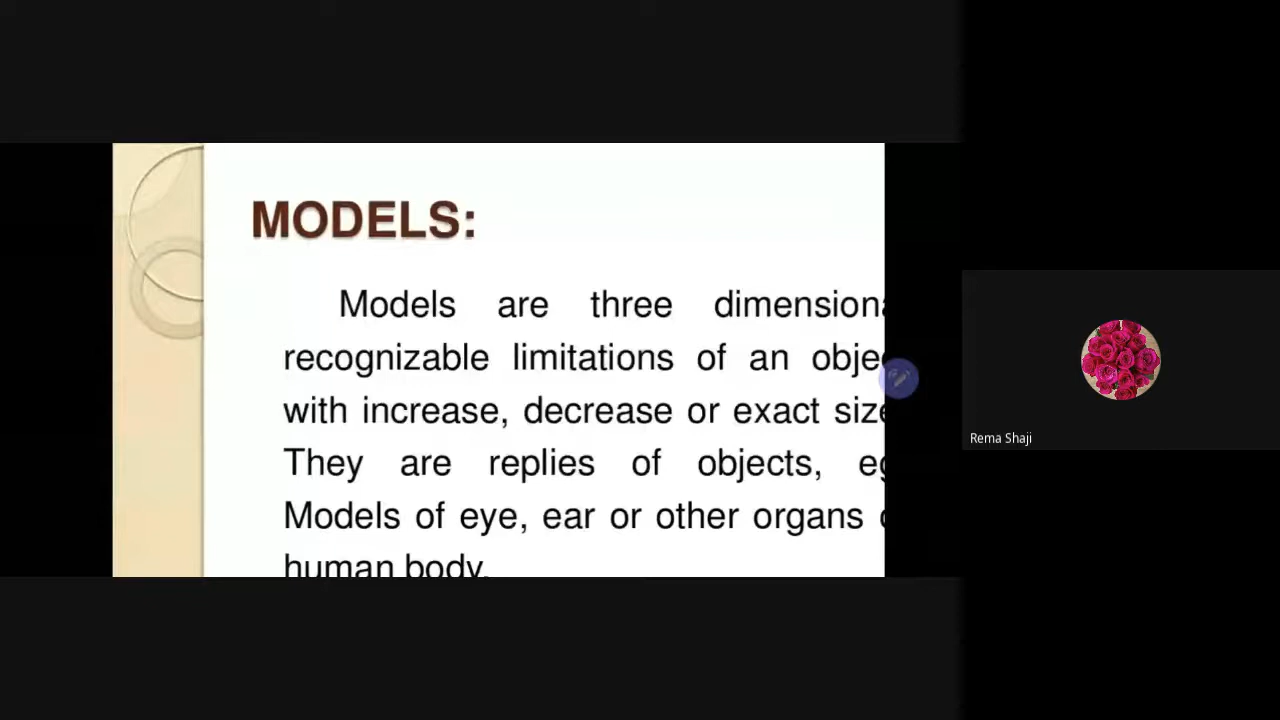 MODELS:
Models are three dimensiona
recognizable limitations of an objec
with increase, decrease or exact size
They are replies of objects, eg
Models of eye, ear or other organs o
human body.
Rema Shaji